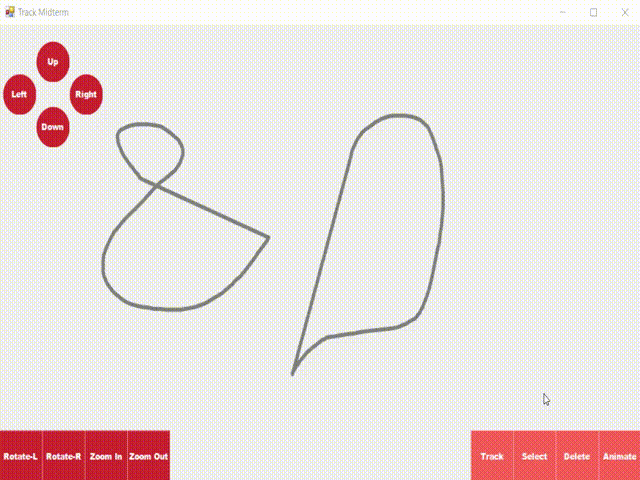 Track Midterm
Up
Left Right
Down
Rotate-L Rotate-R Zoom In Zoom Out
Track Select Delete Animate